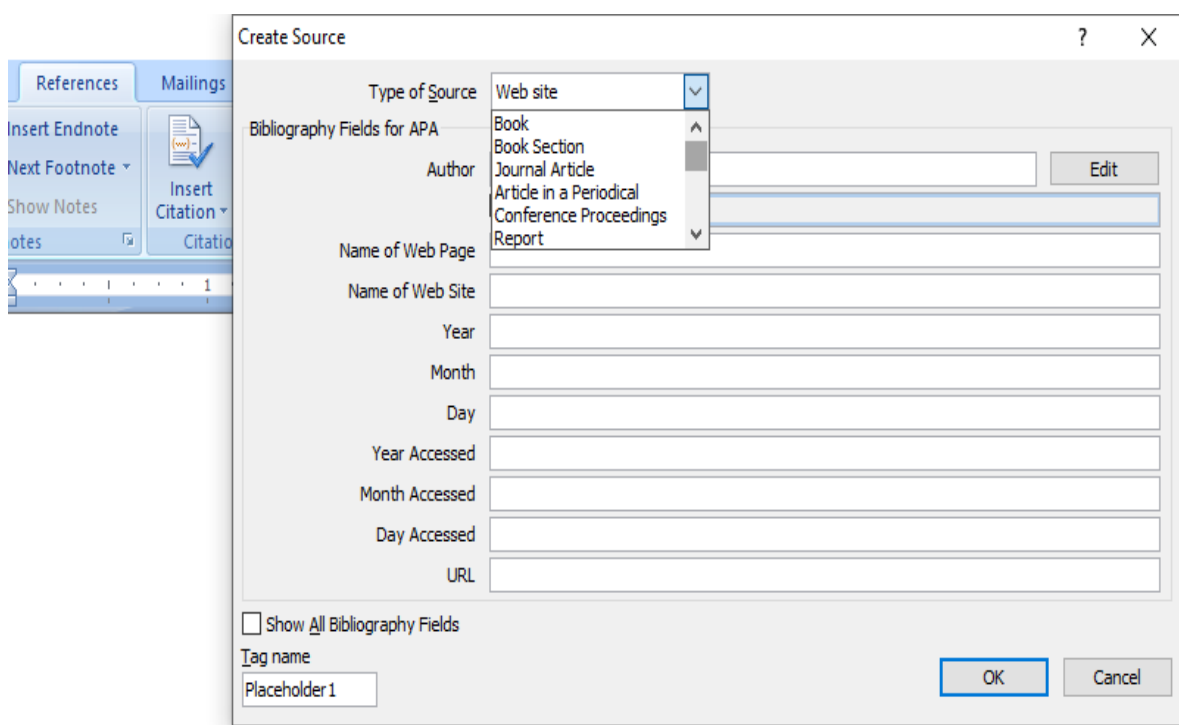 Create Source
? X
References Mailings
Insert Endnote
Next Footnote
Show Notes
Insert
Citation
otes
Citatio
1
Type of Source Web site
Book
Book Section
Journal Article
Article in a Periodical
Conference Proceedings
Report
Bibliography Fields for APA
Author
Edit
Name of Web Page
Name of Web Site
Year
Month
Day
Year Accessed
Month Accessed
Day Accessed
URL
Show All Bibliography Fields
Tag name
Placeholder1
OK
Cancel